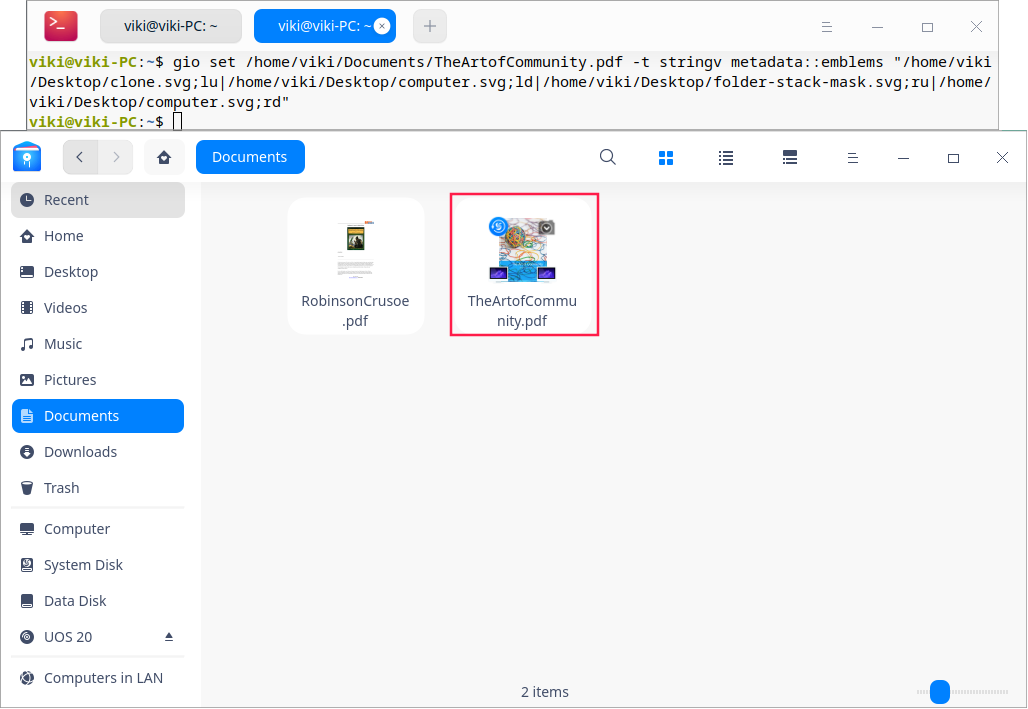 viki@viki-PC: ~
viki@viki-PC: ~
viki@viki-PC:~$ gio set /home/viki/Documents/TheArtofCommunity.pdf -t stringv metadata::emblems "/home/viki
/Desktop/clone.svg;lu|/home/viki/Desktop/computer.svg;ld|/home/viki/Desktop/folder-stack-mask.svg;ru|/home/
viki/Desktop/computer.svg;rd"
viki@viki-PC:~$
Documents
Recent
Home
Desktop
Videos
Music
Pictures
Documents
Downloads
Trash
Computer
System Disk
Data Disk
UOS 20
Computers in LAN
RobinsonCrusoe
.pdf
TheArtofCommu
nity.pdf
2 items